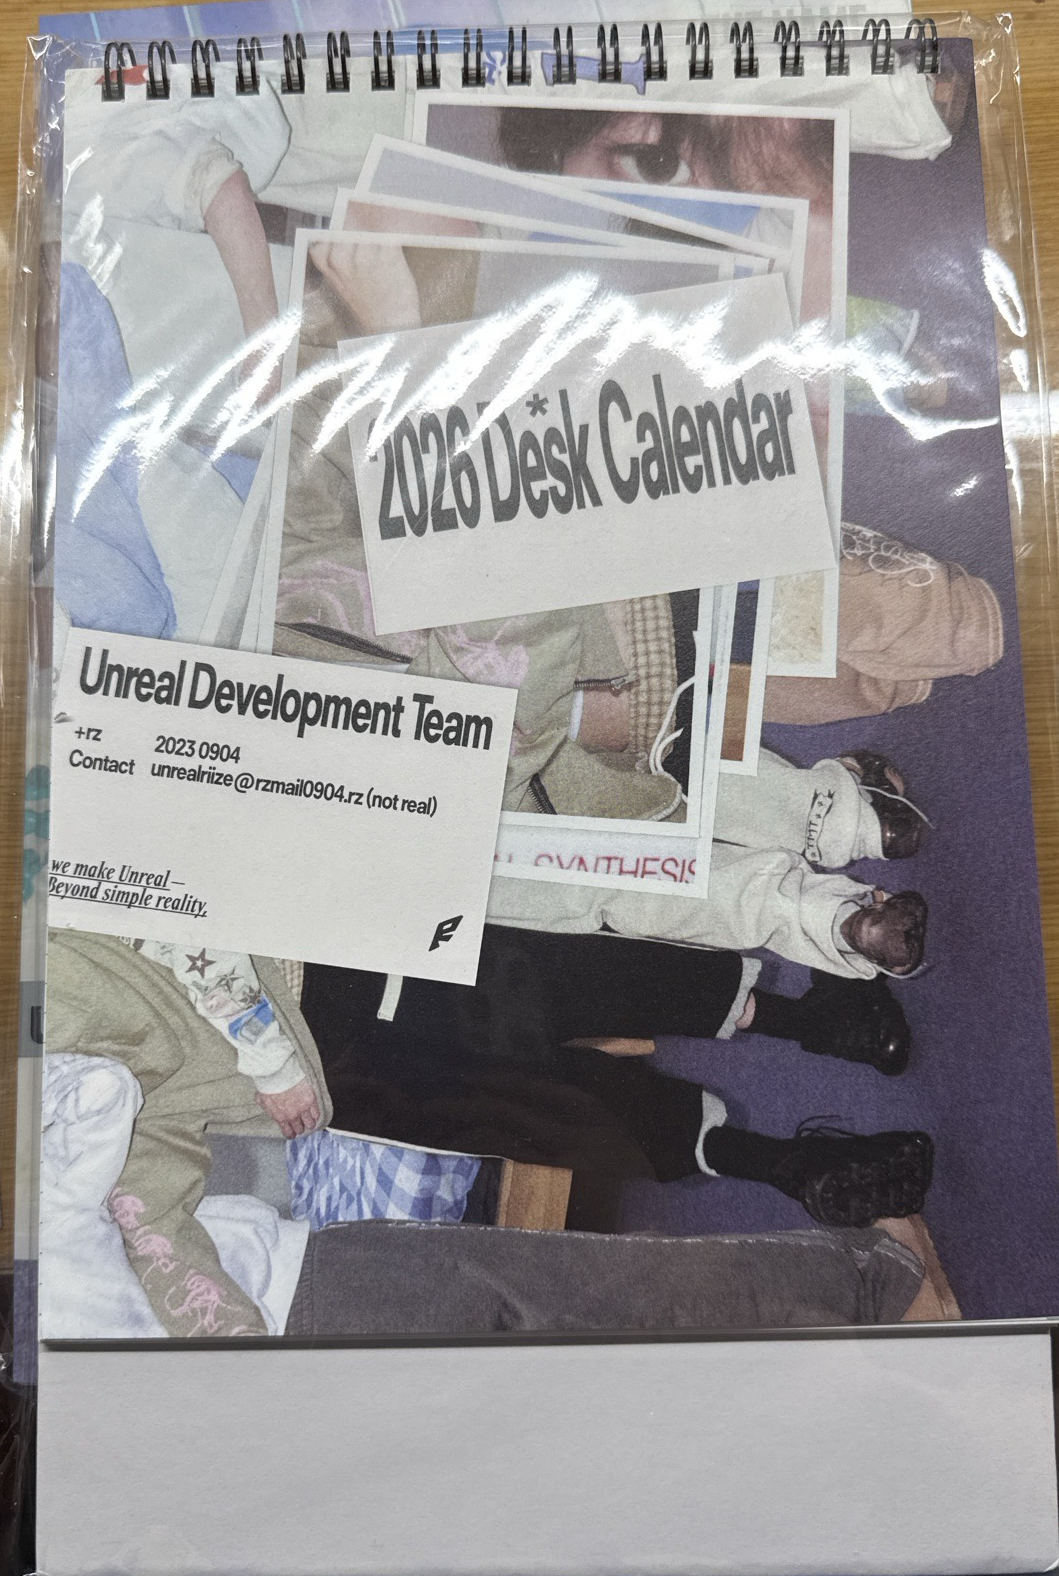 2026 Desk Calendar
*
Unreal Development Team
+rz 2023 0904
Contact unrealriize@rzmail0904.rz (not real)
we make Unreal—
Beyond simple reality,
SYNTHESIS
TMT